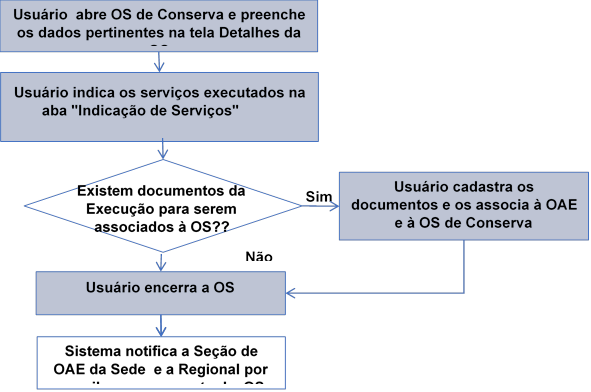 Usuário abre OS de Conserva e preenche
os dados pertinentes na tela Detalhes da
Usuário indica os serviços executados na
aba "Indicação de Serviços"
Existem documentos da
Execução para serem
associados à OS??
Sim
Usuário cadastra os
documentos e os associa à OAE
e à OS de Conserva
Não
Usuário encerra a OS
Sistema notifica a Seção de
OAE da Sede e a Regional por